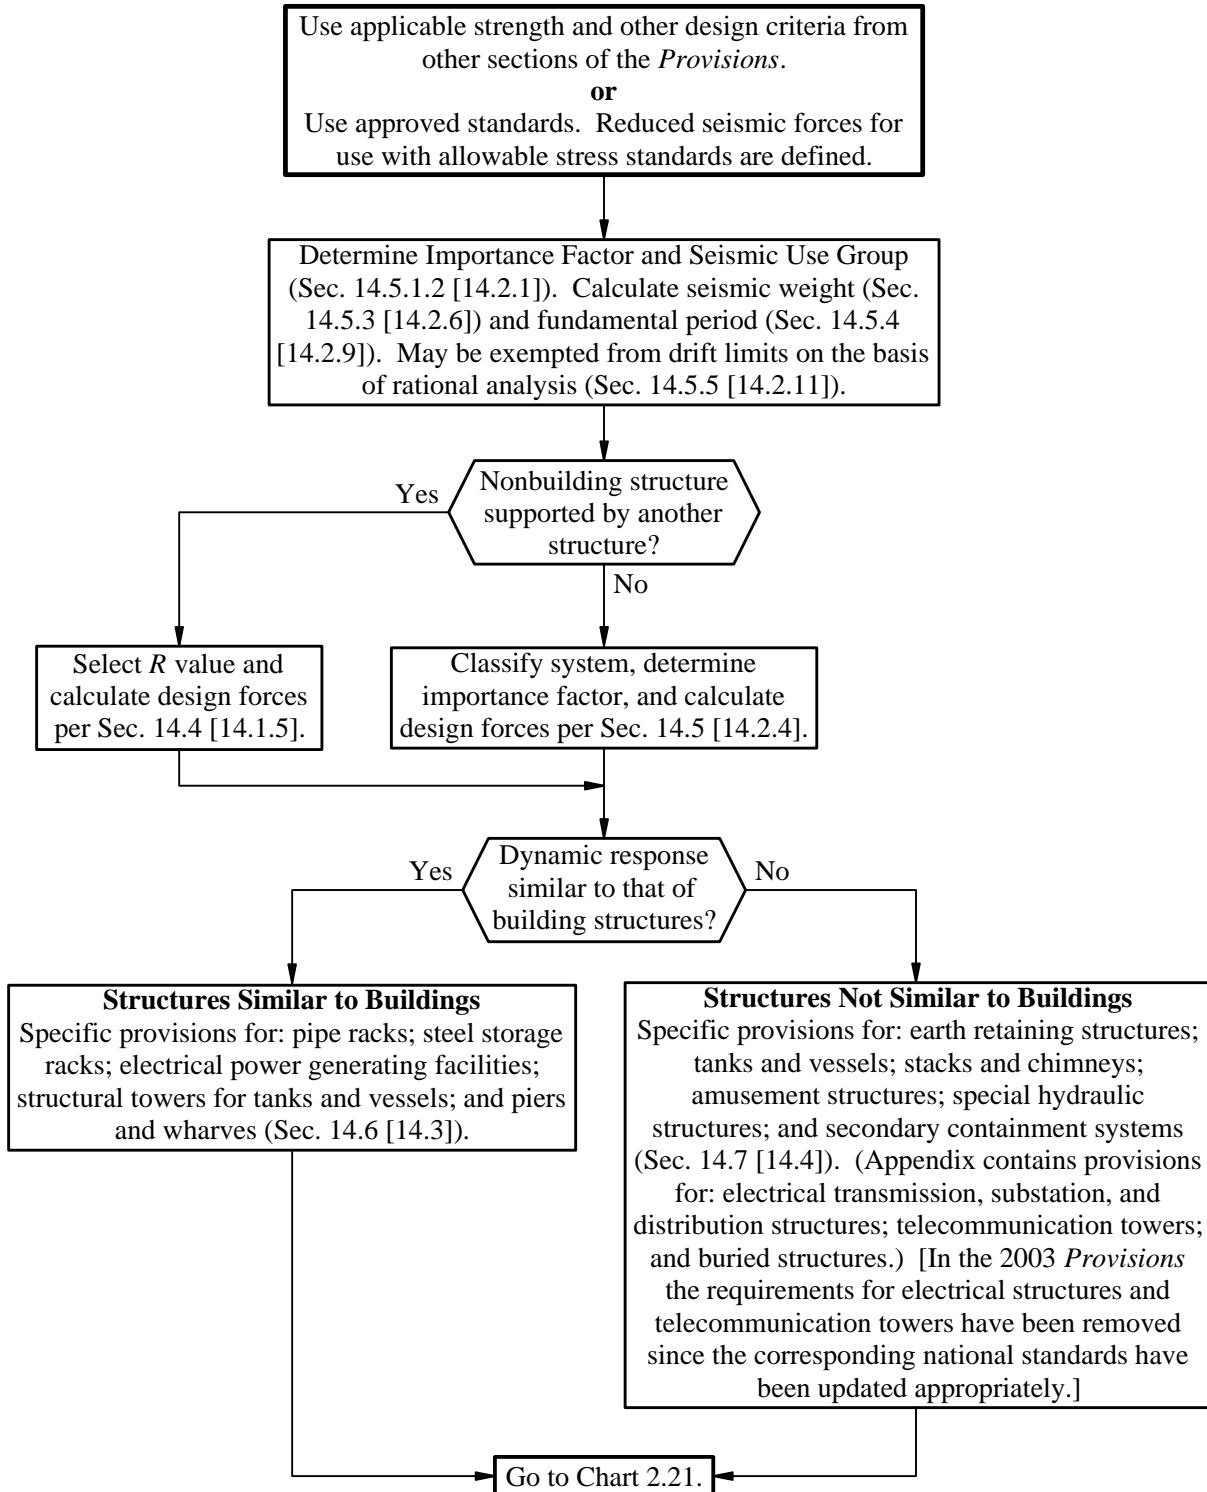 Use applicable strength and other design criteria from
other sections of the Provisions.
or
Use approved standards.  Reduced seismic forces for
use with allowable stress standards are defined.
Determine Importance Factor and Seismic Use Group
(Sec. 14.5.1.2 [14.2.1]).  Calculate seismic weight (Sec.
14.5.3 [14.2.6]) and fundamental period (Sec. 14.5.4
[14.2.9]).  May be exempted from drift limits on the basis
of rational analysis (Sec. 14.5.5 [14.2.11]).
Nonbuilding structure
supported by another
structure?
Yes
No
Select R value and
calculate design forces
per Sec. 14.4 [14.1.5].
Classify system, determine
importance factor, and calculate
design forces per Sec. 14.5 [14.2.4].
Dynamic response
similar to that of
building structures?
Yes
No
Structures Similar to Buildings
Specific provisions for: pipe racks; steel storage
racks; electrical power generating facilities;
structural towers for tanks and vessels; and piers
and wharves (Sec. 14.6 [14.3]).
Structures Not Similar to Buildings
Specific provisions for: earth retaining structures;
tanks and vessels; stacks and chimneys;
amusement structures; special hydraulic
structures; and secondary containment systems
(Sec. 14.7 [14.4]).  (Appendix contains provisions
for: electrical transmission, substation, and
distribution structures; telecommunication towers;
and buried structures.)  [In the 2003 Provisions
the requirements for electrical structures and
telecommunication towers have been removed
since the corresponding national standards have
been updated appropriately.]
Go to Chart 2.21.